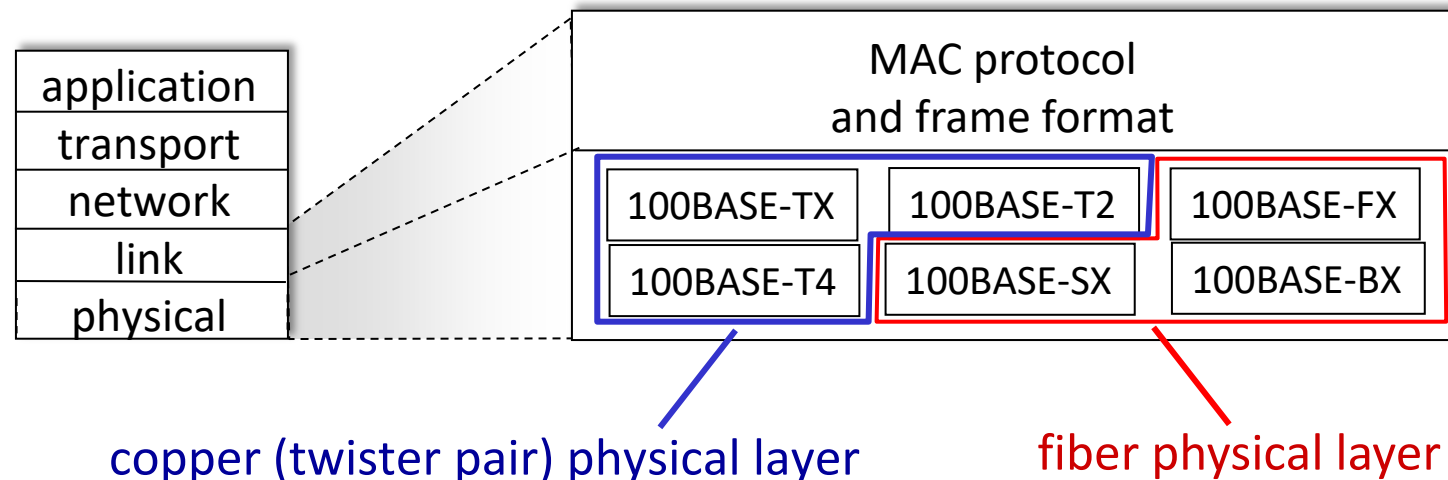 application
transport
network
link
physical
MAC protocol
and frame format
100BASE-TX
100BASE-T2
100BASE-FX
100BASE-T4
100BASE-SX
100BASE-BX
copper (twister pair) physical layer
fiber physical layer